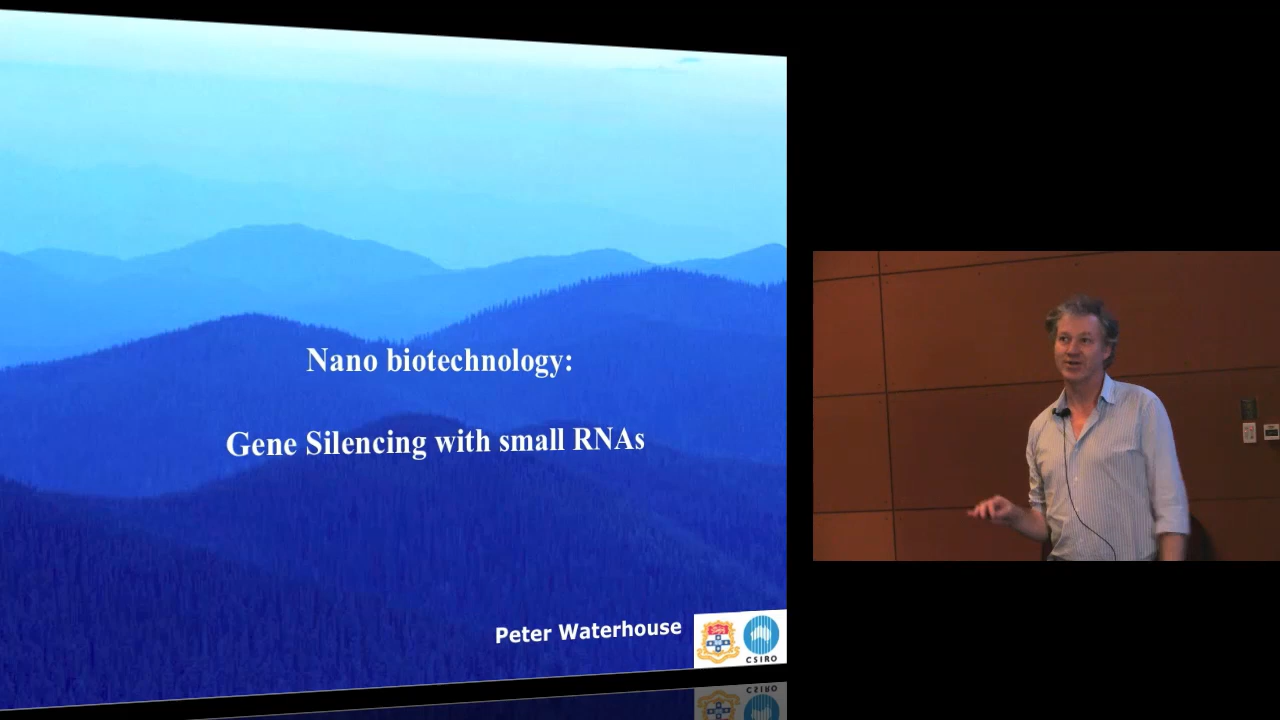 Nano biotechnology:
Gene Silencing with small RNAs
Peter Waterhouse
CSIRO